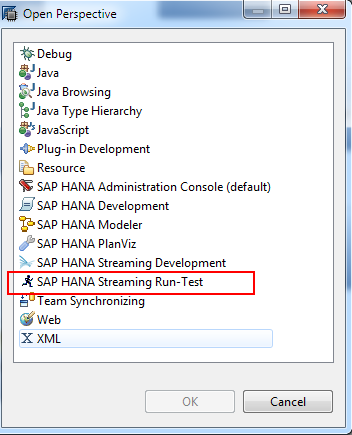 Open Perspective
Debug
Java
Java Browsing
Java Type Hierarchy
JavaScript
Plug-in Development
Resource
SAP HANA Administration Console (default)
SAP HANA Development
SAP HANA Modeler
SAP HANA PlanViz
SAP HANA Streaming Development
SAP HANA Streaming Run-Test
Team Synchronizing
Web
X XML
OK
Cancel